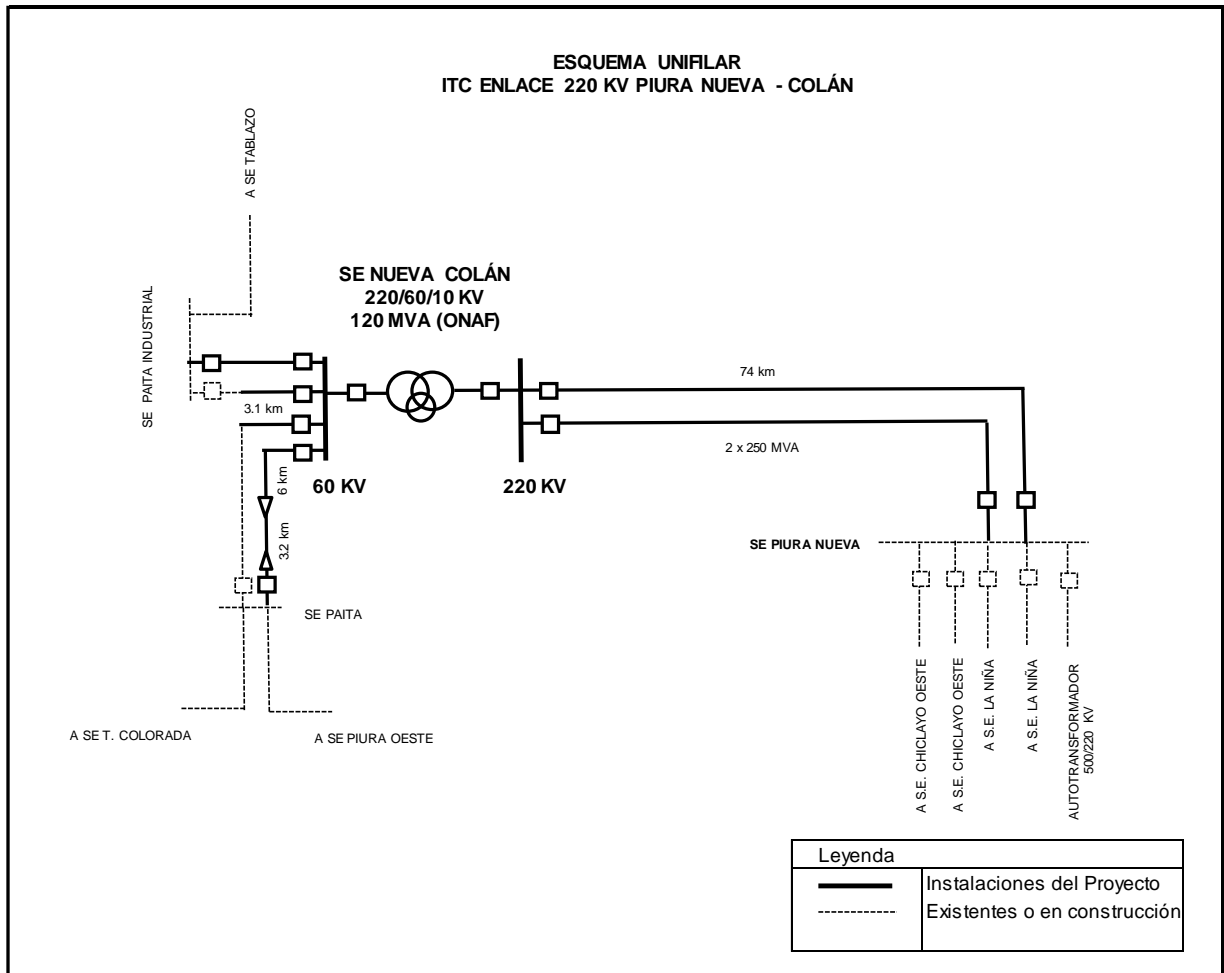 ESQUEMA UNIFILAR
ITC ENLACE 220 KV PIURA NUEVA - COLÁN
A SE TABLAZO
SE PAITA INDUSTRIAL
SE NUEVA COLÁN
220/60/10 KV
120 MVA (ONAF)
74 km
3.1 km
2 x 250 MVA
60 KV
220 KV
6 km
3.2 km
SE PIURA NUEVA
SE PAITA
A SE T. COLORADA
A SE PIURA OESTE
A S.E. CHICLAYO OESTE
A S.E. CHICLAYO OESTE
A S.E. LA NIÑA
A S.E. LA NIÑA
AUTOTRANSFORMADOR
500/220 KV
Leyenda
Instalaciones del Proyecto
Existentes o en construcción